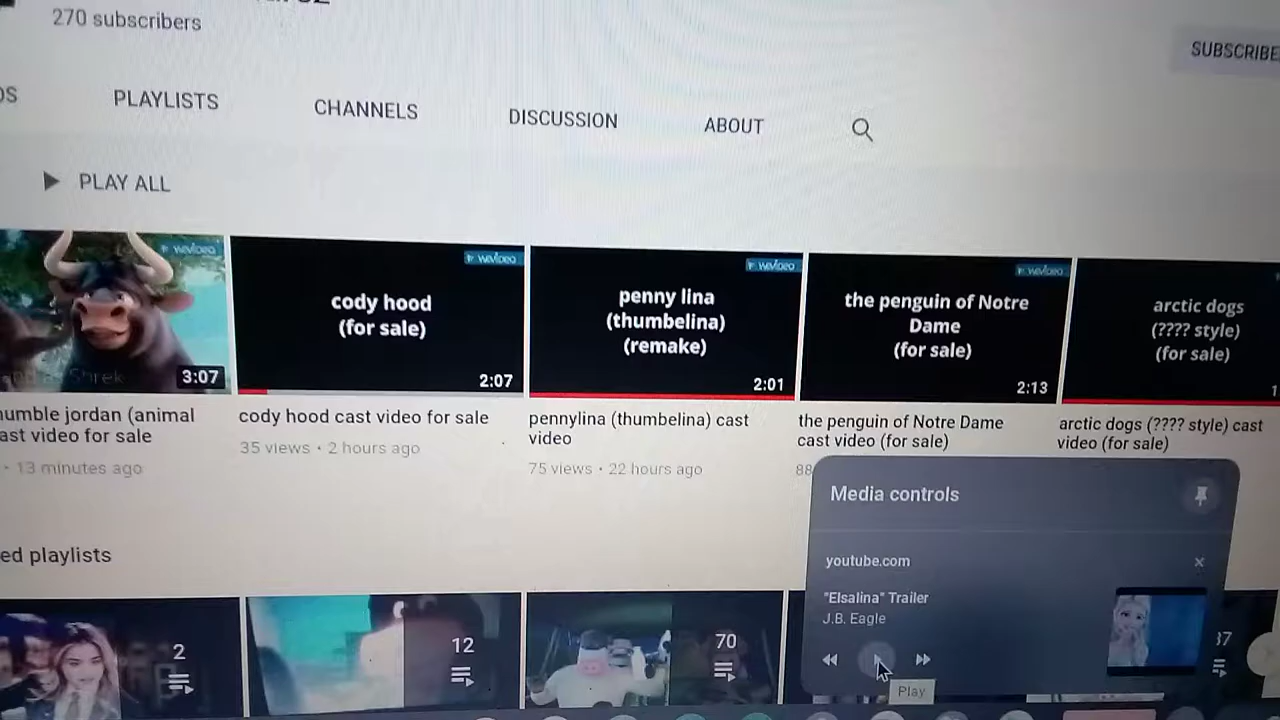 270 subscribers
SUBSCRIBE
PLAYLISTS
CHANNELS
DISCUSSION
ABOUT
PLAY ALL
WeVideo
3:07
cody hood
(for sale)
WeVideo
2:07
penny lina
(thumbelina)
(remake)
WeVideo
2:01
the penguin of Notre
Dame
(for sale)
WeVideo
2:13
arctic dogs
(???? style)
(for sale)
Shrek
umble jordan (animal
ast video for sale
• 13 minutes ago
cody hood cast video for sale
35 views • 2 hours ago
pennylina (thumbelina) cast
video
75 views • 22 hours ago
the penguin of Notre Dame
cast video (for sale)
88
arctic dogs (???? style) cast
video (for sale)
Media controls
youtube.com
"Elsalina" Trailer
J.B. Eagle
Play
ed playlists
2
12
70
37